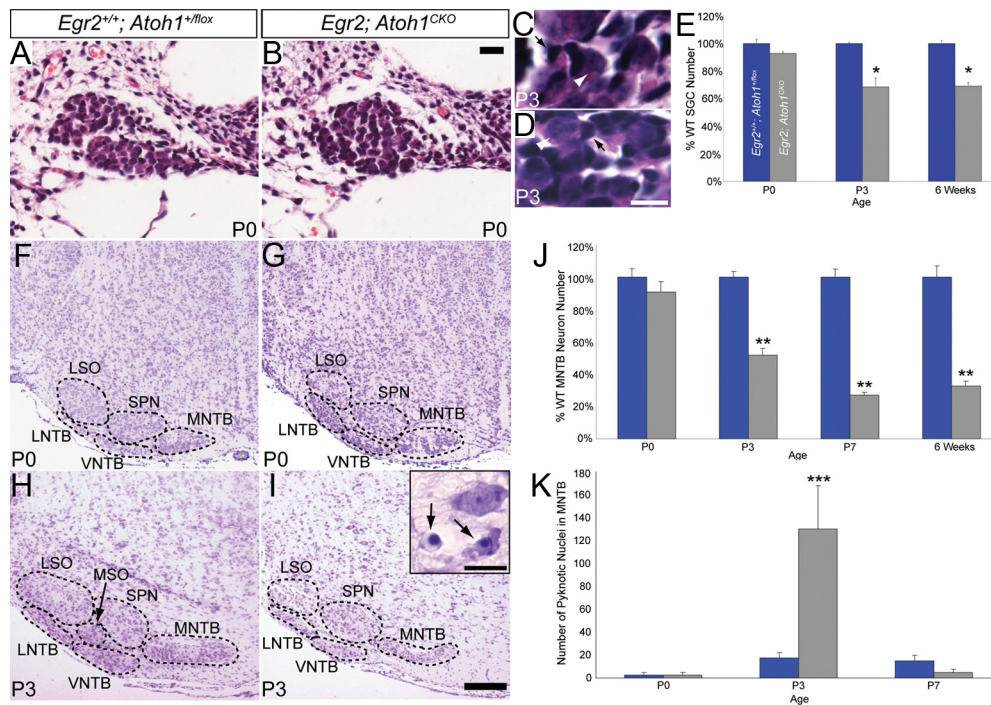 Egr2+/+; Atoh1+/flox
Egr2; Atoh1CKO
A
P0
B
P0
C
P3
D
P3
E
% WT SGC Number
120%
100%
80%
60%
40%
20%
0%
Egr2+/+; Atoh1+/flox
Egr2; Atoh1CKO
*
*
P0
P3
6 Weeks
Age
F
LSO
SPN
MNTB
LNTB
VNTB
P0
G
LSO
SPN
MNTB
LNTB
VNTB
P0
H
LSO
MSO
SPN
MNTB
LNTB
VNTB
P3
I
LSO
SPN
MNTB
LNTB
VNTB
P3
J
% WT MNTB Neuron Number
120%
100%
80%
60%
40%
20%
0%
**
**
**
P0
P3
P7
6 Weeks
Age
K
Number of Pyknotic Nuclei in MNTB
180
160
140
120
100
80
60
40
20
0
***
P0
P3
P7
Age